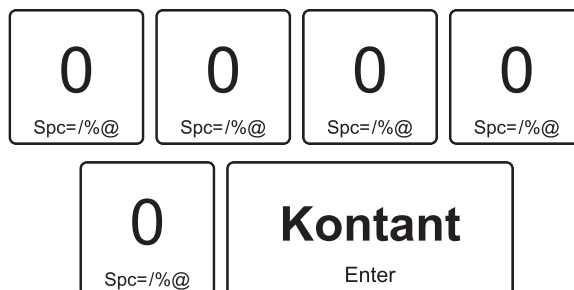 0 0 0 0
Spc=/%@ Spc=/%@ Spc=/%@ Spc=/%@
0 Kontant
Spc=/%@ Enter